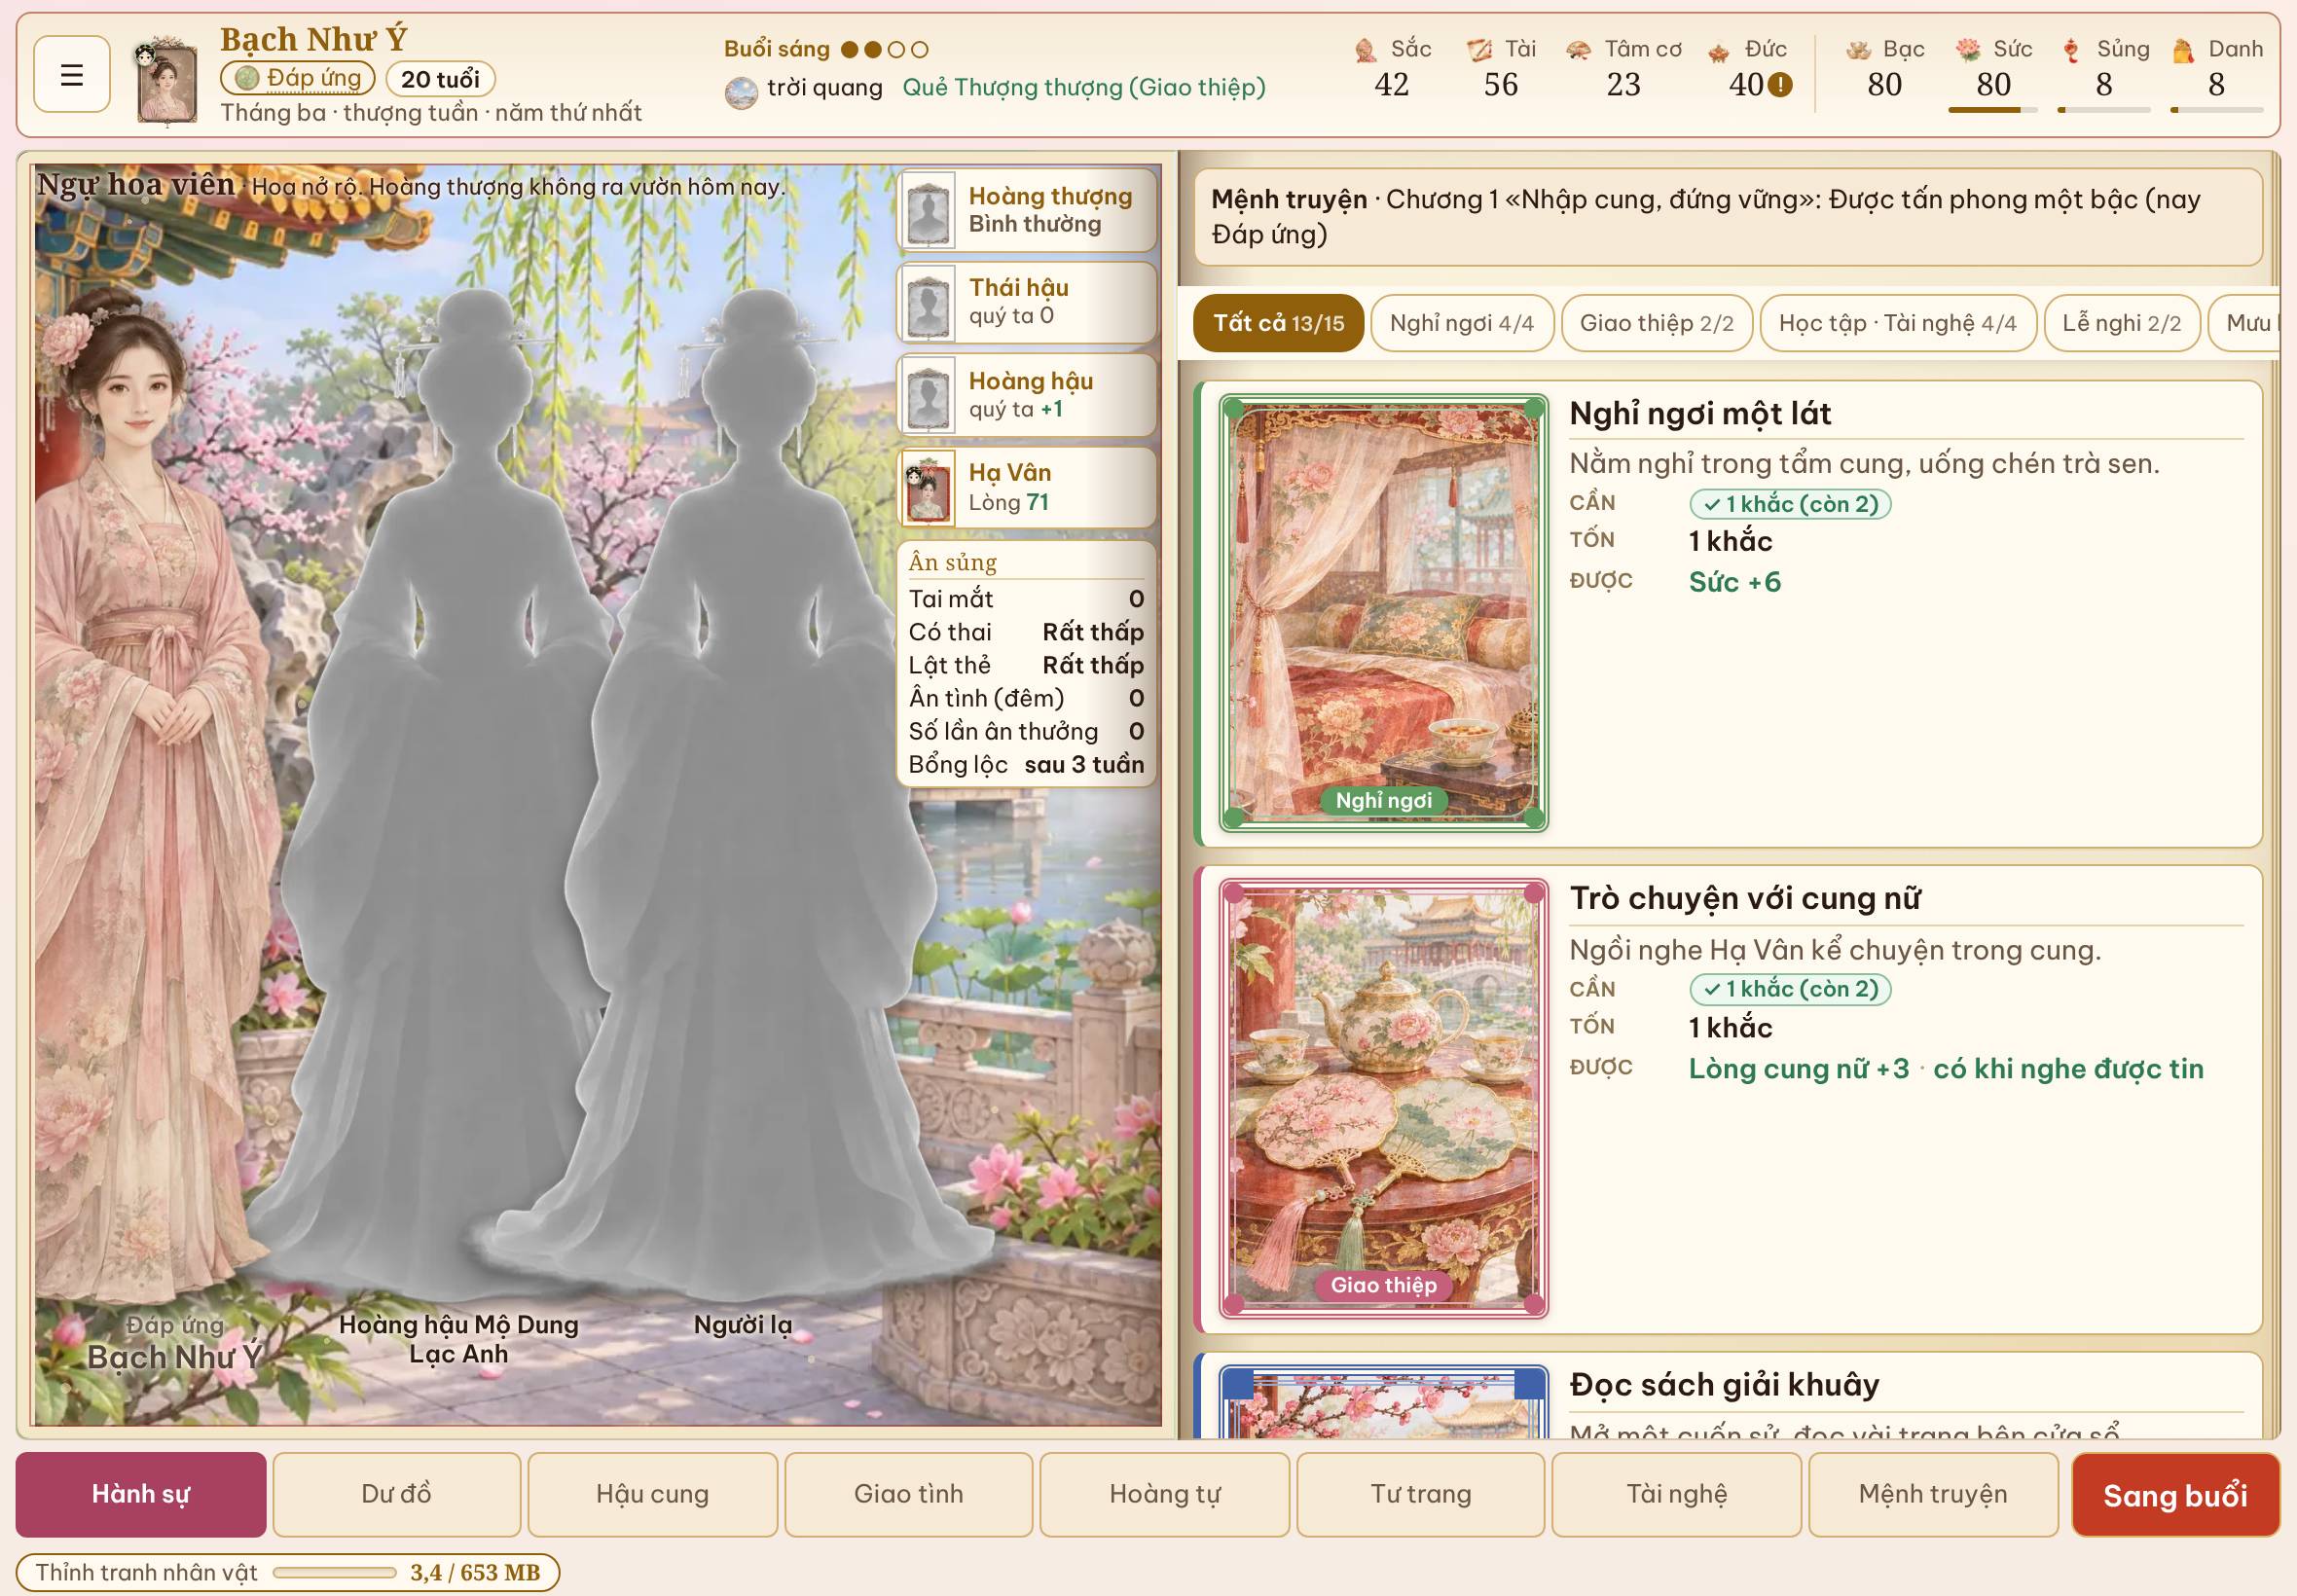 Bạch Như Ý
Đáp ứng
20 tuổi
Tháng ba · thượng tuần · năm thứ nhất
Buổi sáng
trời quang
Quẻ Thượng thượng (Giao thiệp)
Sắc
42
Tài
56
Tâm cơ
23
Đức
40
!
Bạc
80
Sức
80
Sủng
8
Danh
8
Ngự hoa viên · Hoa nở rộ. Hoàng thượng không ra vườn hôm nay.
Hoàng thượng
Bình thường
Thái hậu
quý ta 0
Hoàng hậu
quý ta +1
Hạ Vân
Lòng 71
Ân sủng
Tai mắt 0
Có thai Rất thấp
Lật thẻ Rất thấp
Ân tình (đêm) 0
Số lần ân thưởng 0
Bổng lộc sau 3 tuần
Đáp ứng
Bạch Như Ý
Hoàng hậu Mộ Dung
Lạc Anh
Người lạ
Mệnh truyện · Chương 1 «Nhập cung, đứng vững»: Được tấn phong một bậc (nay
Đáp ứng)
Tất cả 13/15
Nghỉ ngơi 4/4
Giao thiệp 2/2
Học tập · Tài nghệ 4/4
Lễ nghi 2/2
Mưu
Nghỉ ngơi
Nghỉ ngơi một lát
Nằm nghỉ trong tẩm cung, uống chén trà sen.
CẦN ✓ 1 khắc (còn 2)
TỐN 1 khắc
ĐƯỢC Sức +6
Giao thiệp
Trò chuyện với cung nữ
Ngồi nghe Hạ Vân kể chuyện trong cung.
CẦN ✓ 1 khắc (còn 2)
TỐN 1 khắc
ĐƯỢC Lòng cung nữ +3 · có khi nghe được tin
Đọc sách giải khuây
Mở một cuốn sử, đọc vài trang bên cửa sổ.
Hành sự
Dư đồ
Hậu cung
Giao tình
Hoàng tự
Tư trang
Tài nghệ
Mệnh truyện
Sang buổi
Thỉnh tranh nhân vật 3,4 / 653 MB